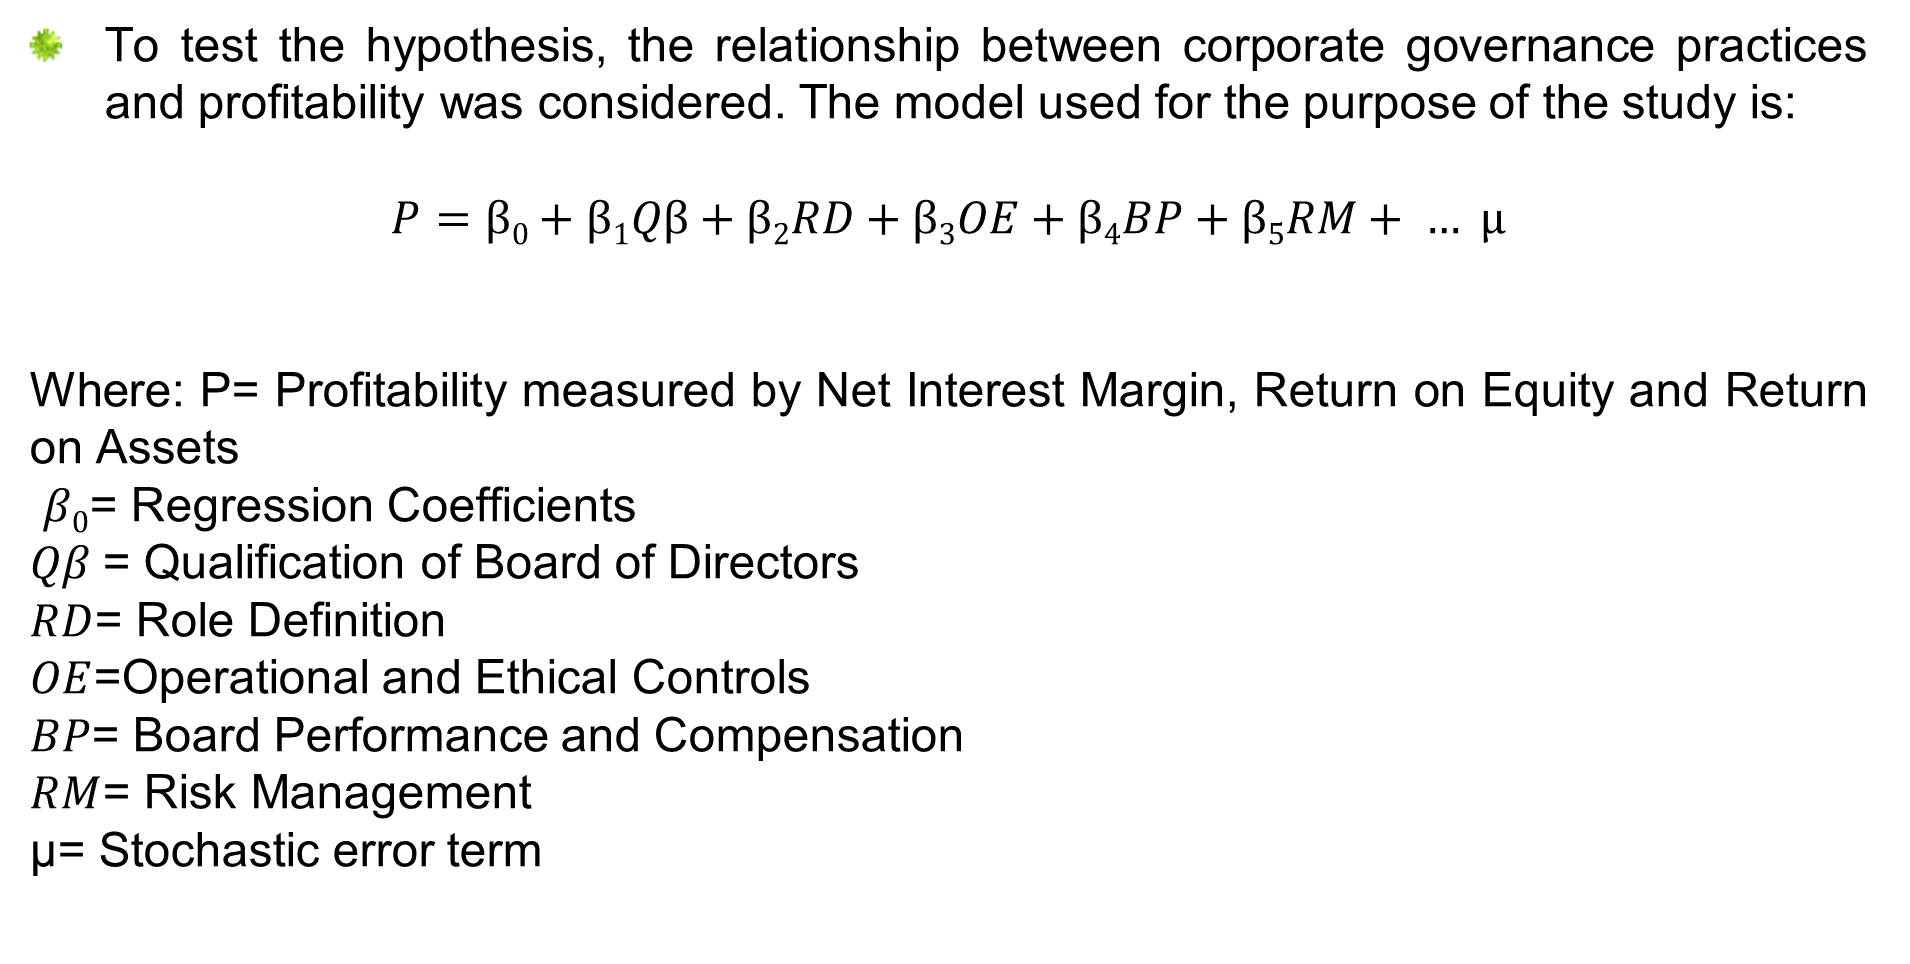 To test the hypothesis, the relationship between corporate governance practices
and profitability was considered. The model used for the purpose of the study is:
P = β₀ + β₁Qβ + β₂RD + β₃OE + β₄BP + β₅RM + … µ
Where: P= Profitability measured by Net Interest Margin, Return on Equity and Return
on Assets
β₀= Regression Coefficients
Qβ = Qualification of Board of Directors
RD= Role Definition
OE=Operational and Ethical Controls
BP= Board Performance and Compensation
RM= Risk Management
µ= Stochastic error term